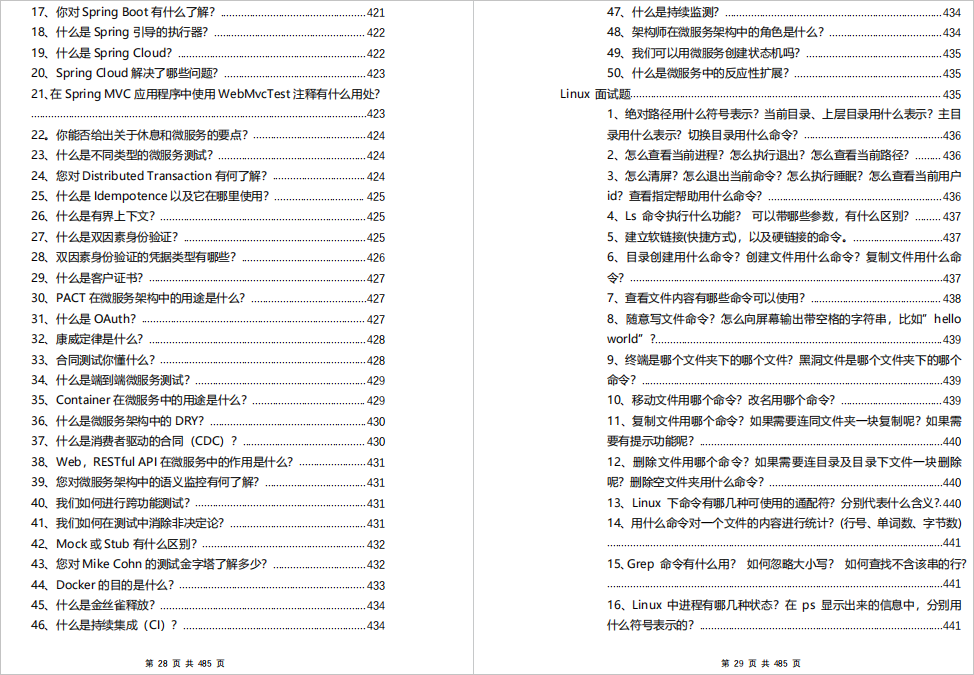 17、你对 Spring Boot 有什么了解? ........................................................ 421
18、什么是 Spring 引导的执行器? ........................................................ 422
19、什么是 Spring Cloud? ........................................................ 422
20、Spring Cloud 解决了哪些问题? ........................................................ 423
21、在 Spring MVC 应用程序中使用 WebMvcTest 注释有什么用处?
........................................................ 423
22。你能否给出关于休息和微服务的要点? ........................................................ 424
23、什么是不同类型的微服务测试? ........................................................ 424
24、您对 Distributed Transaction 有何了解? ........................................................ 424
25、什么是 Idempotence 以及它在哪里使用? ........................................................ 425
26、什么是有界上下文? ........................................................ 425
27、什么是双因素身份验证? ........................................................ 425
28、双因素身份验证的凭据类型有哪些? ........................................................ 426
29、什么是客户证书? ........................................................ 427
30、PACT 在微服务架构中的用途是什么? ........................................................ 427
31、什么是 OAuth? ........................................................ 427
32、康威定律是什么? ........................................................ 428
33、合同测试你懂什么? ........................................................ 428
34、什么是端到端微服务测试? ........................................................ 429
35、Container 在微服务中的用途是什么? ........................................................ 429
36、什么是微服务架构中的 DRY? ........................................................ 430
37、什么是消费者驱动的合同（CDC）? ........................................................ 430
38、Web，RESTful API 在微服务中的作用是什么? ........................................................ 431
39、您对微服务架构中的语义监控有何了解? ........................................................ 431
40、我们如何进行跨功能测试? ........................................................ 431
41、我们如何在测试中消除非决定论? ........................................................ 431
42、Mock 或 Stub 有什么区别? ........................................................ 432
43、您对 Mike Cohn 的测试金字塔了解多少? ........................................................ 432
44、Docker 的目的是什么? ........................................................ 433
45、什么是金丝雀释放? ........................................................ 434
46、什么是持续集成（CI）? ........................................................ 434
第 28 页 共 485 页
47、什么是持续监测? ........................................................ 434
48、架构师在微服务架构中的角色是什么? ........................................................ 434
49、我们可以用微服务创建状态机吗? ........................................................ 435
50、什么是微服务中的反应性扩展? ........................................................ 435
Linux 面试题........................................................ 435
1、绝对路径用什么符号表示? 当前目录、上层目录用什么表示? 主目
录用什么表示? 切换目录用什么命令? ........................................................ 436
2、怎么查看当前进程? 怎么执行退出? 怎么查看当前路径? ........................ 436
3、怎么清屏? 怎么退出当前命令? 怎么执行睡眠? 怎么查看当前用户
id? 查看指定帮助用什么命令? ........................................................ 436
4、Ls 命令执行什么功能? 可以带哪些参数，有什么区别? ........................ 437
5、建立软链接(快捷方式)，以及硬链接的命令。 ........................................................ 437
6、目录创建用什么命令? 创建文件用什么命令? 复制文件用什么命
令? ........................................................ 437
7、查看文件内容有哪些命令可以使用? ........................................................ 438
8、随意写文件命令? 怎么向屏幕输出带空格的字符串，比如”hello
world”?........................................................ 439
9、终端是哪个文件夹下的哪个文件? 黑洞文件是哪个文件夹下的哪个
命令? ........................................................ 439
10、移动文件用哪个命令? 改名用哪个命令? ........................................................ 439
11、复制文件用哪个命令? 如果需要连同文件夹一块复制呢? 如果需
要有提示功能呢? ........................................................ 440
12、删除文件用哪个命令? 如果需要连目录及目录下文件一块删除
呢? 删除空文件夹用什么命令? ........................................................ 440
13、Linux 下命令有哪几种可使用的通配符? 分别代表什么含义?. 440
14、用什么命令对一个文件的内容进行统计? (行号、单词数、字节数)
........................................................ 441
15、Grep 命令有什么用? 如何忽略大小写? 如何查找不含该串的行?
........................................................ 441
16、Linux 中进程有哪几种状态? 在 ps 显示出来的信息中，分别用
什么符号表示的? ........................................................ 441
第 29 页 共 485 页